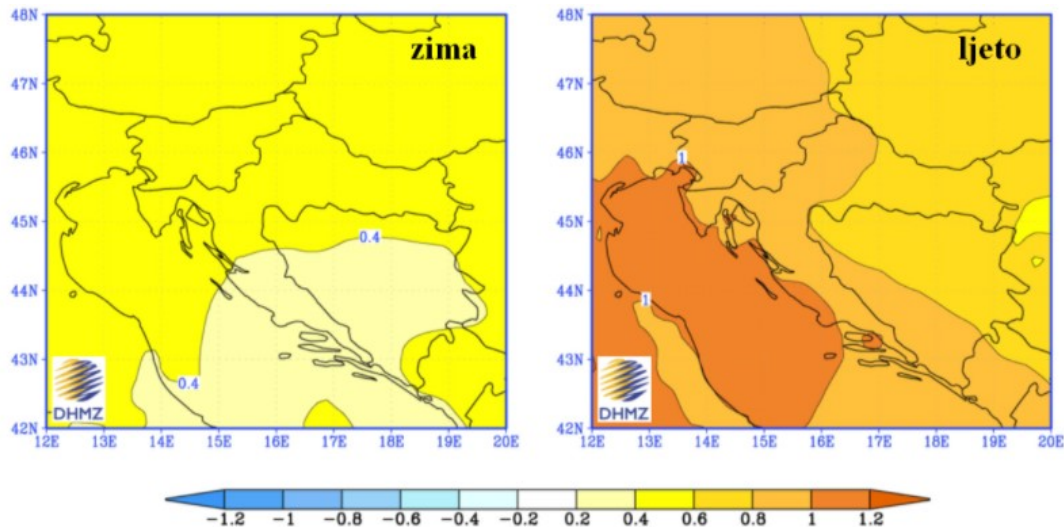 48N
47N
46N
45N
44N
43N
42N
12E 13E 14E 15E 16E 17E 18E 19E 20E
zima
0.4
0.4
DHMZ
48N
47N
46N
45N
44N
43N
42N
12E 13E 14E 15E 16E 17E 18E 19E 20E
ljeto
1
1
DHMZ
-1.2 -1 -0.8 -0.6 -0.4 -0.2 0.2 0.4 0.6 0.8 1 1.2